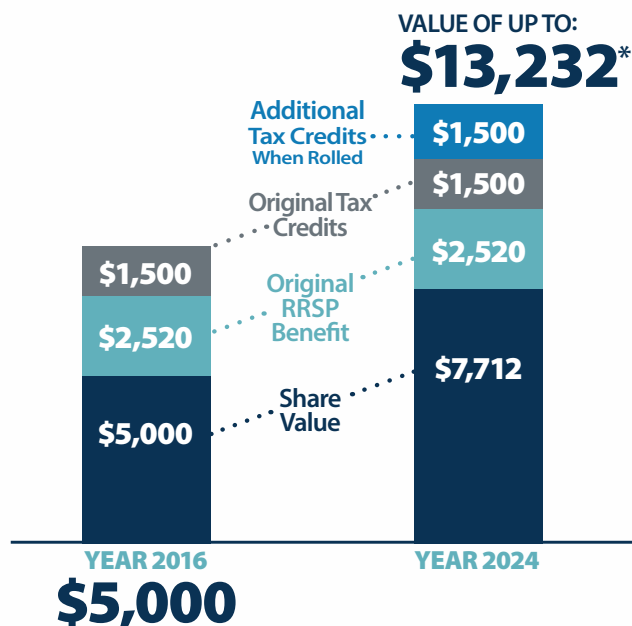 VALUE OF UP TO:
$13,232*
Additional
Tax Credits
When Rolled
$1,500
Original Tax
Credits
$1,500
$1,500
Original
RRSP
Benefit
$2,520
$2,520
Share
Value
$7,712
$5,000
YEAR 2016
YEAR 2024
$5,000